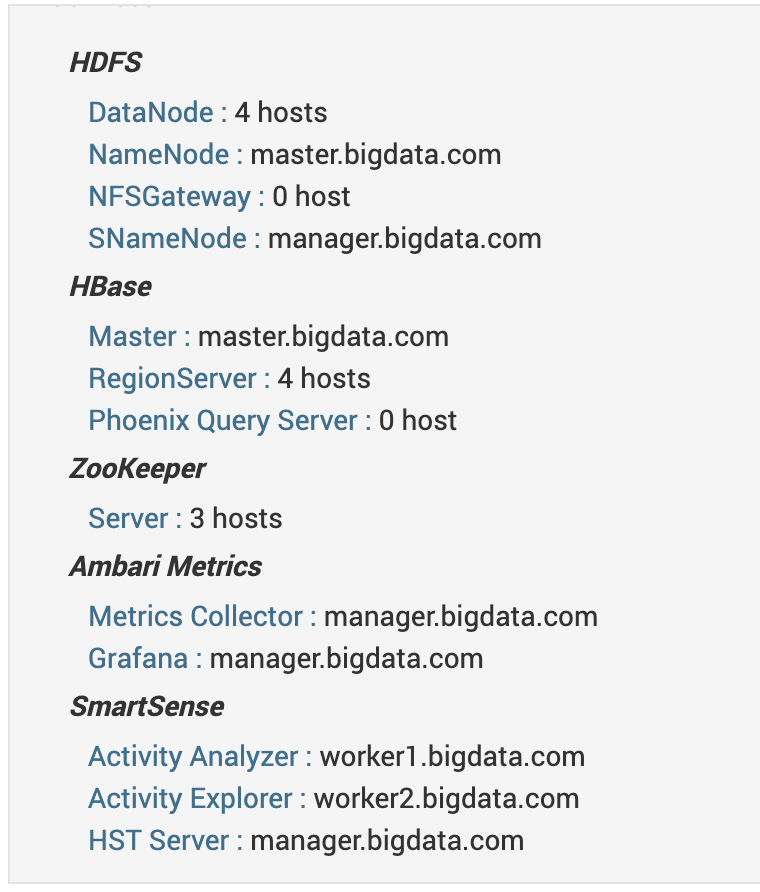 HDFS
DataNode : 4 hosts
NameNode : master.bigdata.com
NFSGateway : 0 host
SNameNode : manager.bigdata.com
HBase
Master : master.bigdata.com
RegionServer : 4 hosts
Phoenix Query Server : 0 host
ZooKeeper
Server : 3 hosts
Ambari Metrics
Metrics Collector : manager.bigdata.com
Grafana : manager.bigdata.com
SmartSense
Activity Analyzer : worker1.bigdata.com
Activity Explorer : worker2.bigdata.com
HST Server : manager.bigdata.com